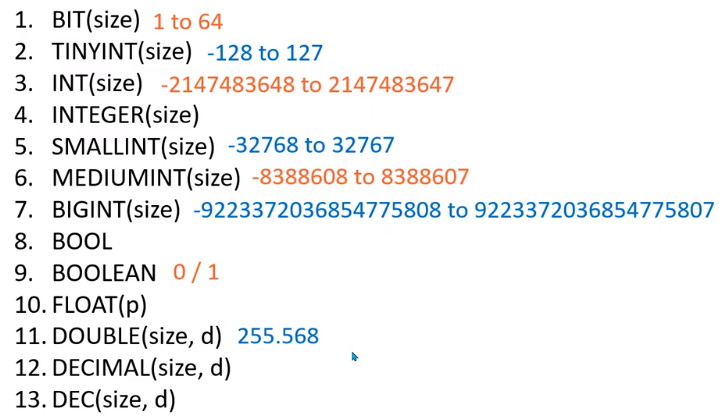 1. BIT(size) 1 to 64
2. TINYINT(size) -128 to 127
3. INT(size) -2147483648 to 2147483647
4. INTEGER(size)
5. SMALLINT(size) -32768 to 32767
6. MEDIUMINT(size) -8388608 to 8388607
7. BIGINT(size) -9223372036854775808 to 9223372036854775807
8. BOOL
9. BOOLEAN 0 / 1
10. FLOAT(p)
11. DOUBLE(size, d) 255.568
12. DECIMAL(size, d)
13. DEC(size, d)